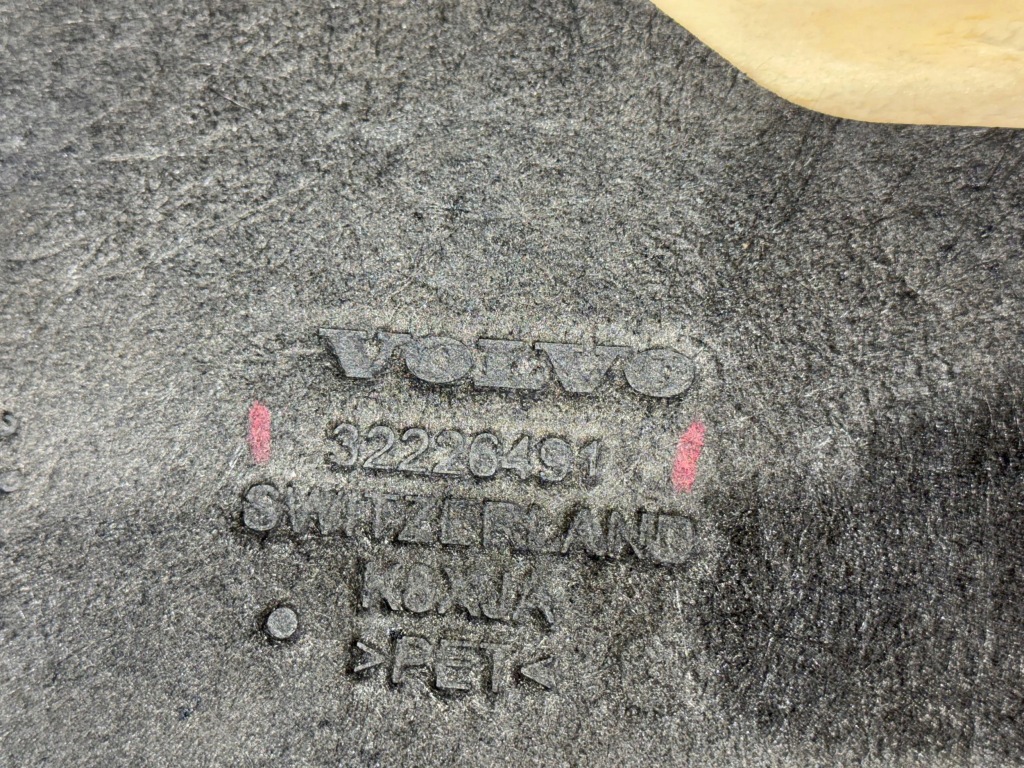 VOLVO
32226491
SWITZERLAND
K8XJA
>PET<